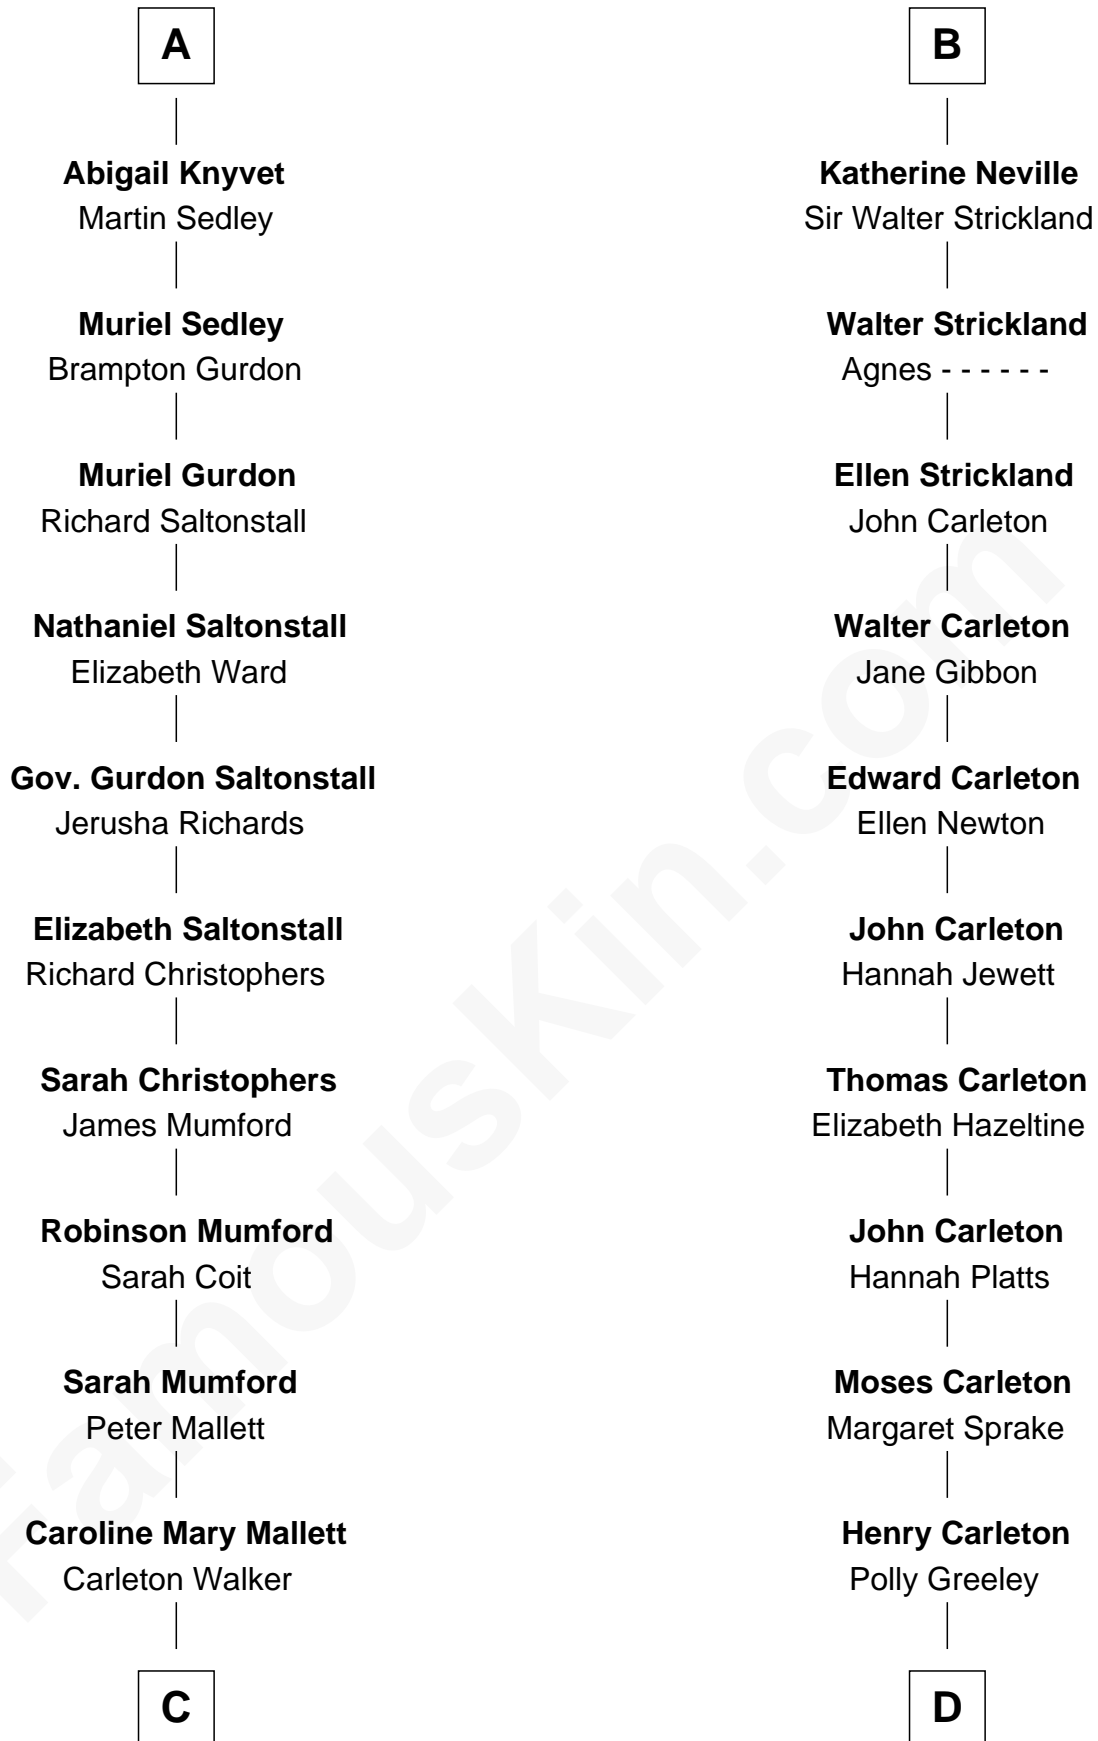 A
Abigail Knyvet
Martin Sedley
Muriel Sedley
Brampton Gurdon
Muriel Gurdon
Richard Saltonstall
Nathaniel Saltonstall
Elizabeth Ward
Gov. Gurdon Saltonstall
Jerusha Richards
Elizabeth Saltonstall
Richard Christophers
Sarah Christophers
James Mumford
Robinson Mumford
Sarah Coit
Sarah Mumford
Peter Mallett
Caroline Mary Mallett
Carleton Walker
C
B
Katherine Neville
Sir Walter Strickland
Walter Strickland
Agnes - - - - - -
Ellen Strickland
John Carleton
Walter Carleton
Jane Gibbon
Edward Carleton
Ellen Newton
John Carleton
Hannah Jewett
Thomas Carleton
Elizabeth Hazeltine
John Carleton
Hannah Platts
Moses Carleton
Margaret Sprake
Henry Carleton
Polly Greeley
D
FamousKin.com